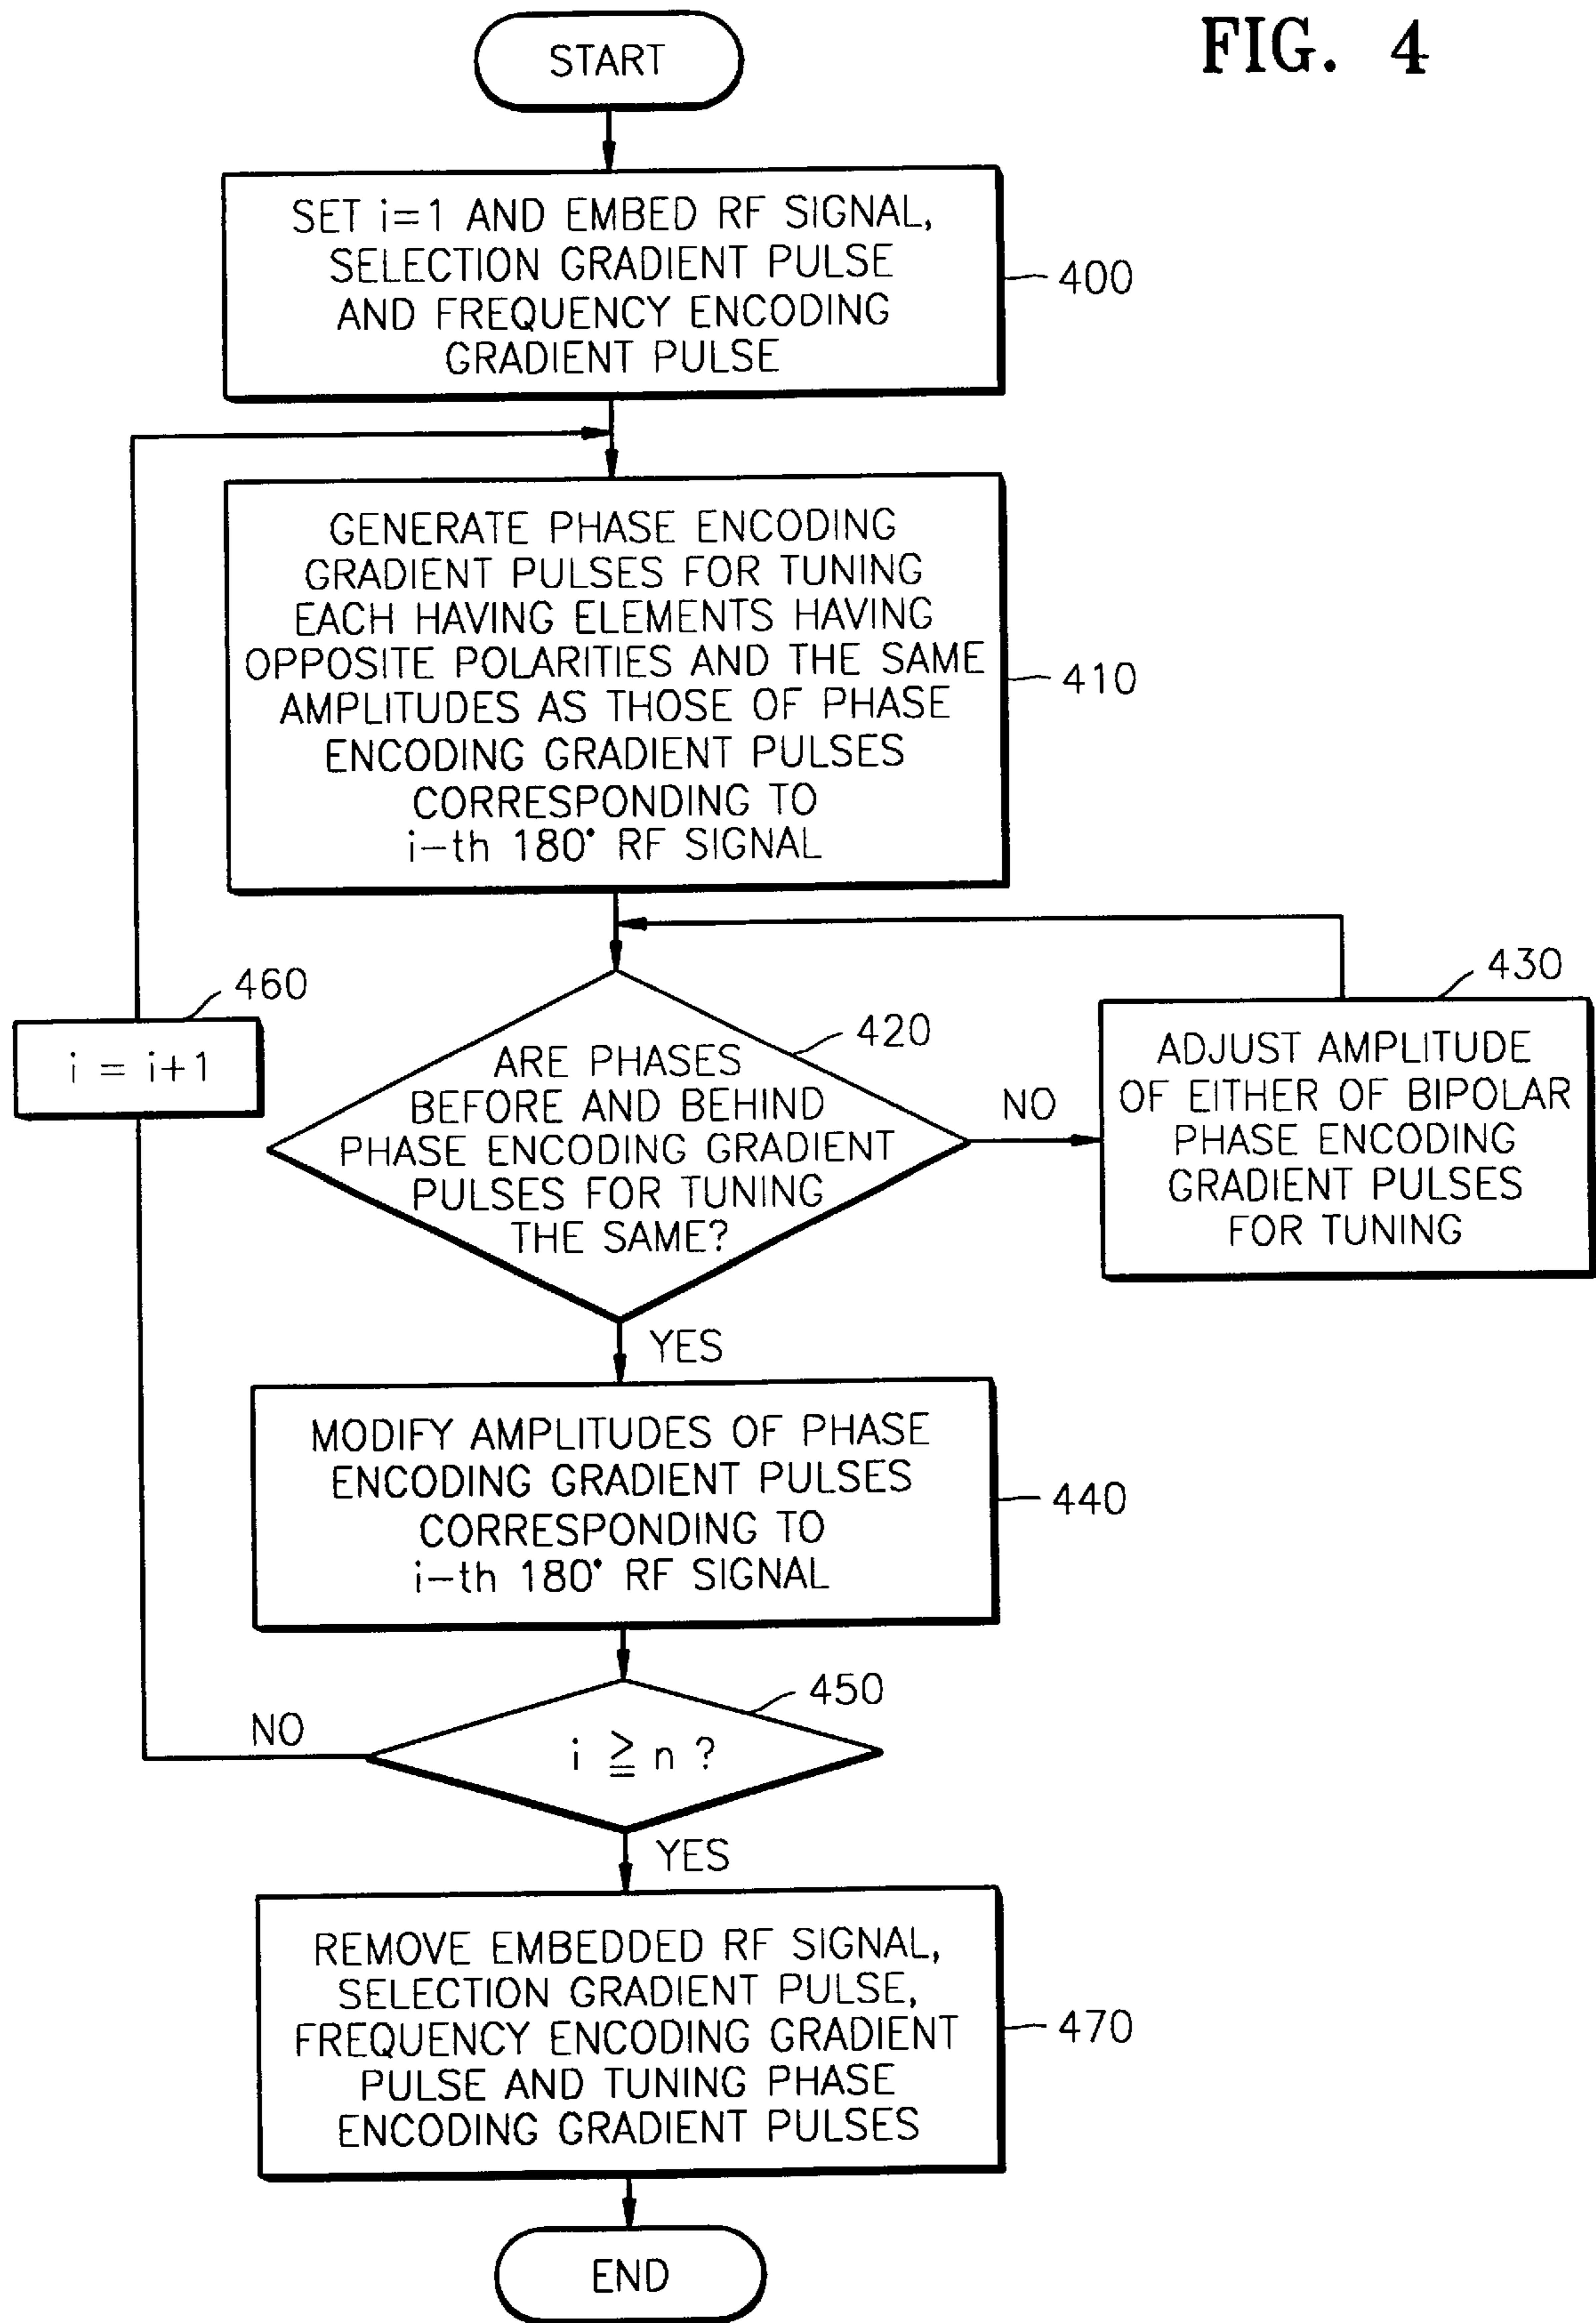 FIG. 4
START
SET i=1 AND EMBED RF SIGNAL,
SELECTION GRADIENT PULSE
AND FREQUENCY ENCODING
GRADIENT PULSE
400
GENERATE PHASE ENCODING
GRADIENT PULSES FOR TUNING
EACH HAVING ELEMENTS HAVING
OPPOSITE POLARITIES AND THE SAME
AMPLITUDES AS THOSE OF PHASE
ENCODING GRADIENT PULSES
CORRESPONDING TO
i-th 180° RF SIGNAL
410
460
i = i+1
420
ARE PHASES
BEFORE AND BEHIND
PHASE ENCODING GRADIENT
PULSES FOR TUNING
THE SAME?
NO
430
ADJUST AMPLITUDE
OF EITHER OF BIPOLAR
PHASE ENCODING
GRADIENT PULSES
FOR TUNING
YES
MODIFY AMPLITUDES OF PHASE
ENCODING GRADIENT PULSES
CORRESPONDING TO
i-th 180° RF SIGNAL
440
450
NO
i ≧ n ?
YES
REMOVE EMBEDDED RF SIGNAL,
SELECTION GRADIENT PULSE,
FREQUENCY ENCODING GRADIENT
PULSE AND TUNING PHASE
ENCODING GRADIENT PULSES
470
END